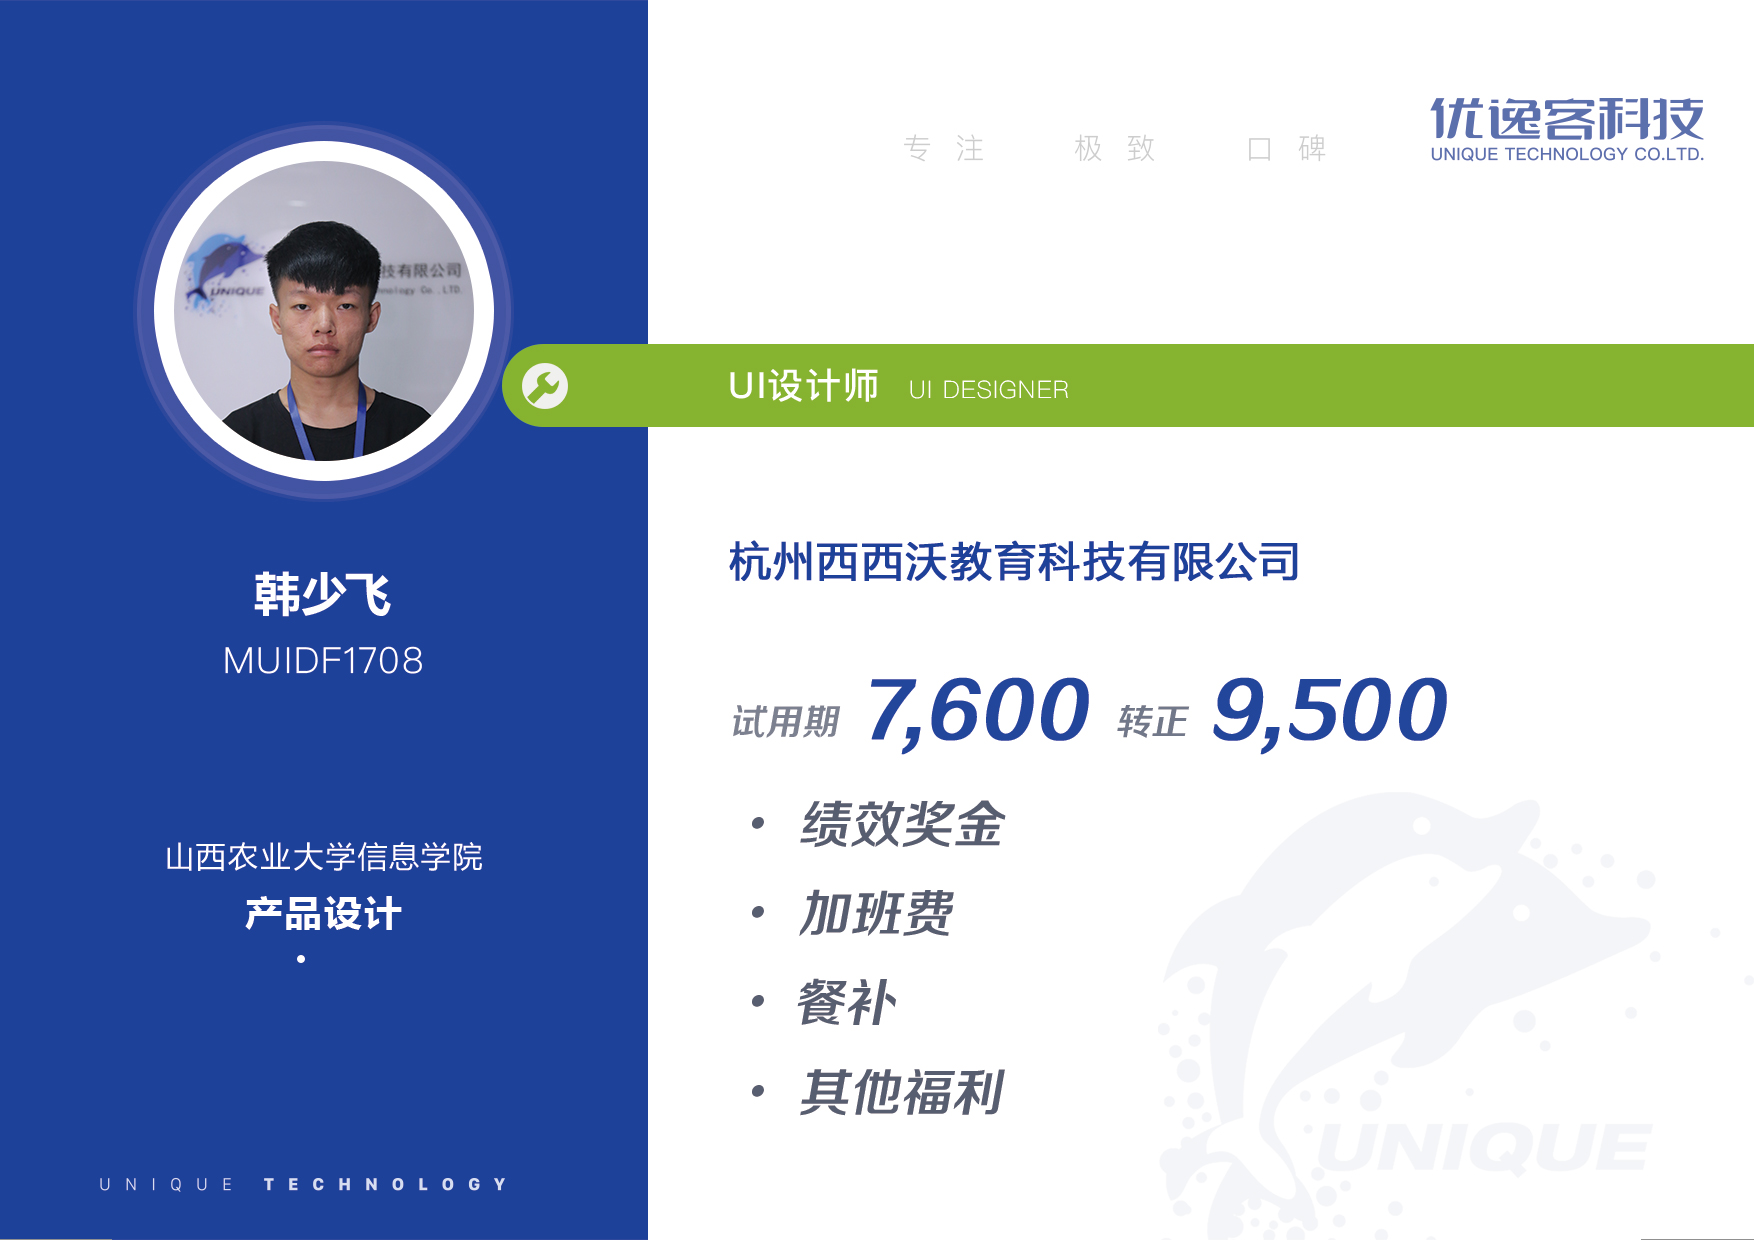 专注 极致 口碑
优逸客科技
UNIQUE TECHNOLOGY CO.LTD.
UNIQUE
技有限公司
hnology Co.,LTD.
UI设计师 UI DESIGNER
韩少飞
MUIDF1708
山西农业大学信息学院
产品设计
UNIQUE TECHNOLOGY
杭州西西沃教育科技有限公司
试用期 7,600 转正 9,500
• 绩效奖金
• 加班费
• 餐补
• 其他福利
UNIQUE